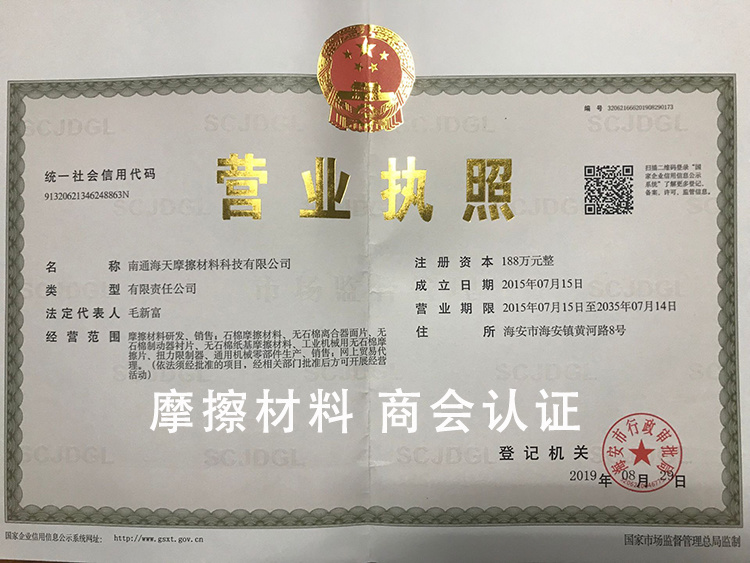 编 号 320621666201908290173
统一社会信用代码
91320621346248863N
营业执照
扫描二维码登录“国
家企业信用信息公示
系统”了解更多登记、
备案、许可、监管信息。
名 称 南通海天摩擦材料科技有限公司
类 型 有限责任公司
法定代表人 毛新富
经营范围 摩擦材料研发、销售；石棉摩擦材料、无石棉离合器面片、无
石棉制动器衬片、无石棉纸基摩擦材料、工业机械用无石棉摩
擦片、扭力限制器、通用机械零部件生产、销售；网上贸易代
理。（依法须经批准的项目，经相关部门批准后方可开展经营
活动）
注册资本 188万元整
成立日期 2015年07月15日
营业期限 2015年07月15日至2035年07月14日
住 所 海安市海安镇黄河路8号
摩擦材料 商会认证
登记机关
海安市行政审批局
2019 年 08 月 29 日
国家企业信用信息公示系统网址： http://www.gsxt.gov.cn
国家市场监督管理总局监制
SCJDGL
SCJDGL
SCJDGL
SCJDGL